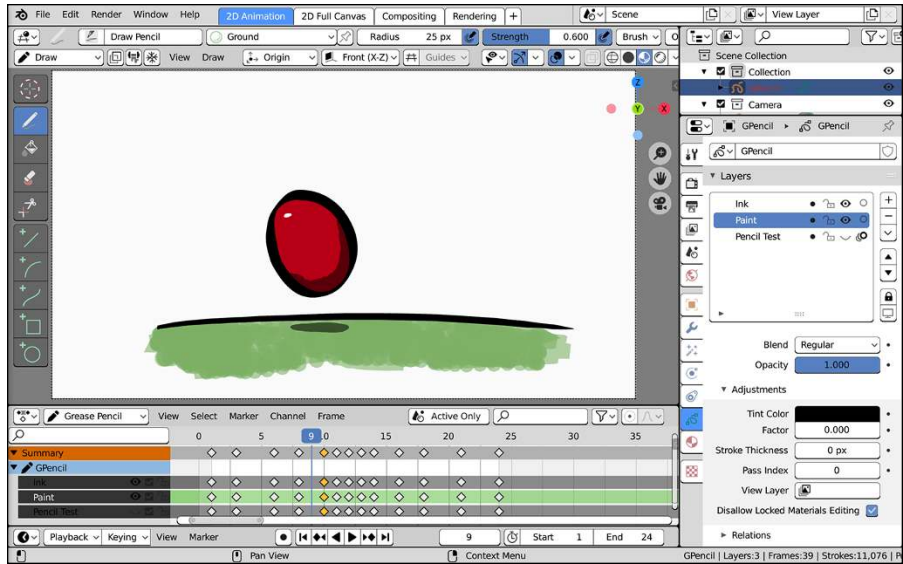 File Edit Render Window Help 2D Animation 2D Full Canvas Compositing Rendering + Scene View Layer
Draw Pencil Ground Radius 25 px Strength 0.600 Brush
Draw View Draw Origin Front (X-Z) Guides
Scene Collection
Collection
Camera
Z
Y X
GPencil GPencil
GPencil
Layers
Ink
Paint
Pencil Test
Blend Regular
Opacity 1.000
Adjustments
Tint Color
Factor 0.000
Stroke Thickness 0 px
Pass Index 0
View Layer
Disallow Locked Materials Editing
Relations
Grease Pencil View Select Marker Channel Frame Active Only
0 5 9 15 20 25 30 35
Summary
GPencil
Ink
Paint
Pencil Test
Playback Keying View Marker 9 Start 1 End 24
Pan View Context Menu GPencil | Layers:3 | Frames:39 | Strokes:11,076 |